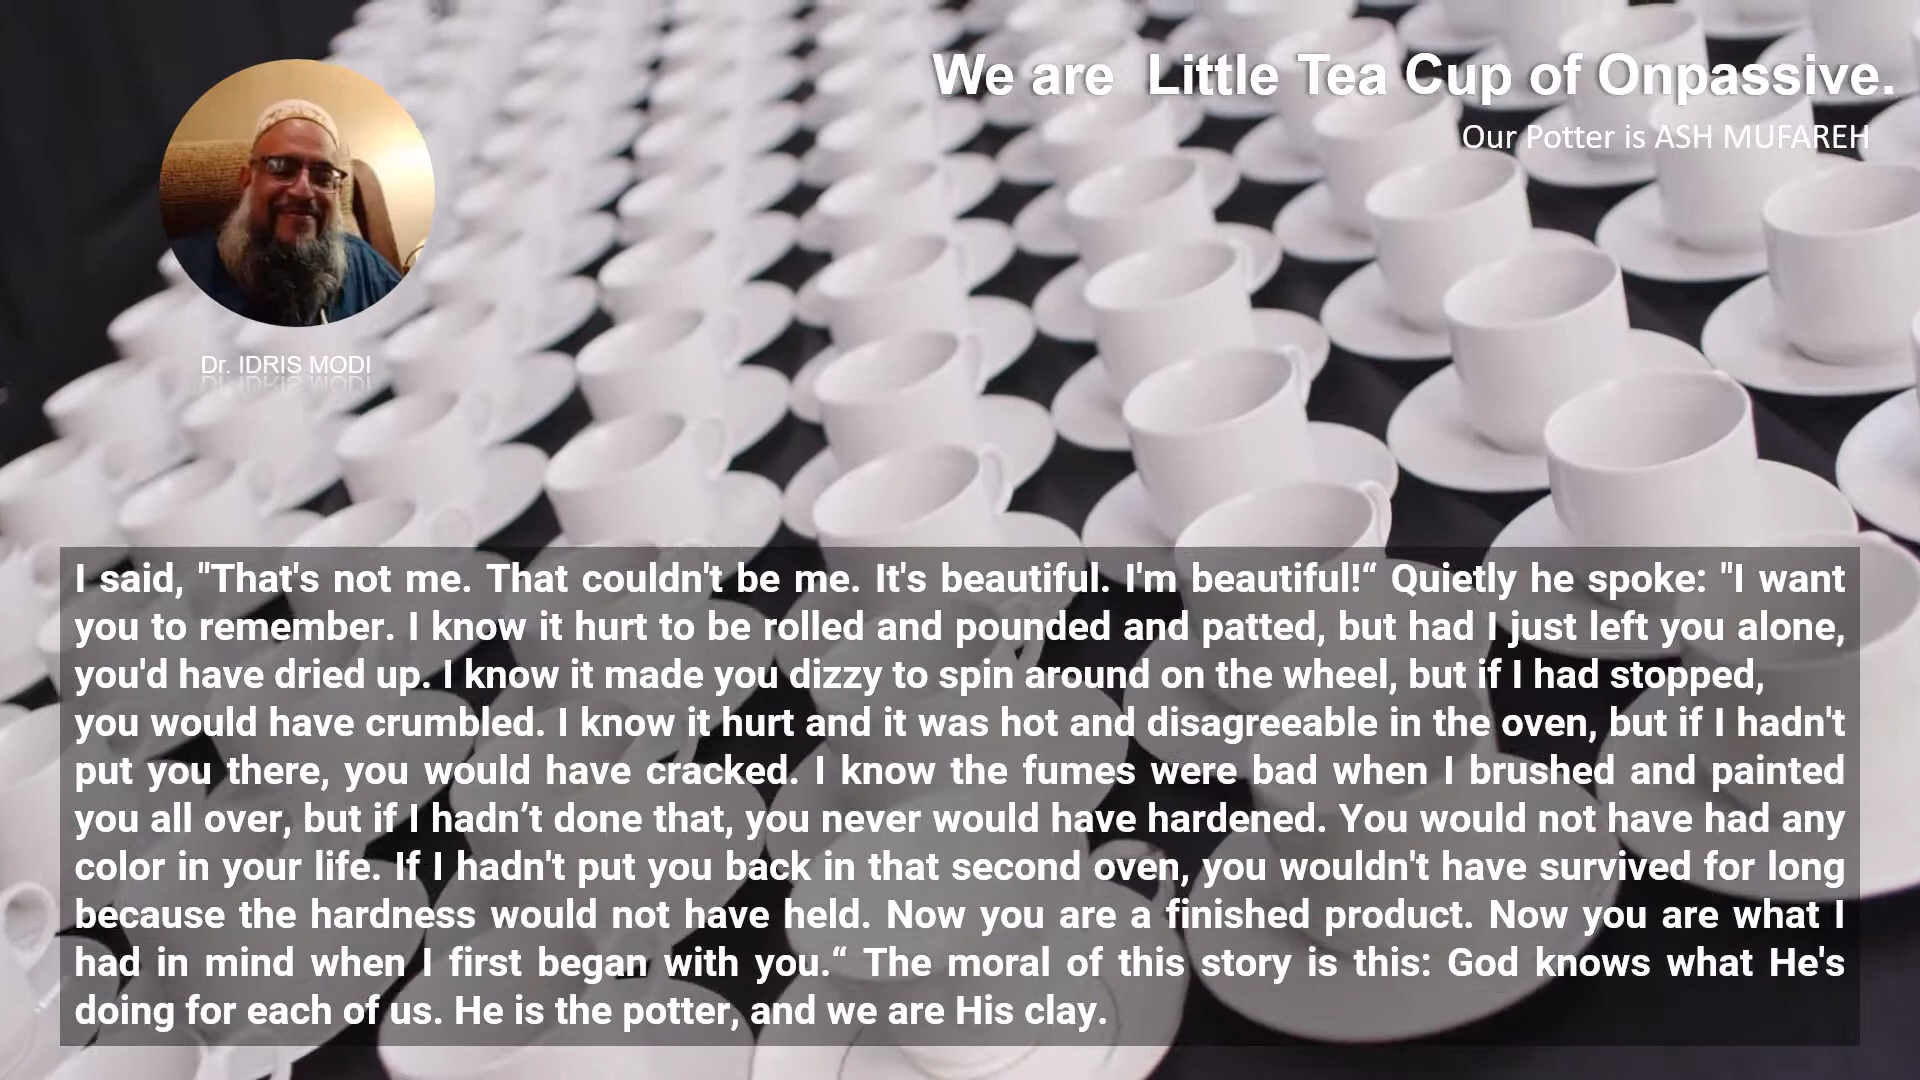 We are  Little Tea Cup of Onpassive.
Our Potter is ASH MUFAREH
Dr. IDRIS MODI
I said, "That's not me. That couldn't be me. It's beautiful. I'm beautiful!“ Quietly he spoke: "I want
you to remember. I know it hurt to be rolled and pounded and patted, but had I just left you alone,
you'd have dried up. I know it made you dizzy to spin around on the wheel, but if I had stopped,
you would have crumbled. I know it hurt and it was hot and disagreeable in the oven, but if I hadn't
put you there, you would have cracked. I know the fumes were bad when I brushed and painted
you all over, but if I hadn’t done that, you never would have hardened. You would not have had any
color in your life. If I hadn't put you back in that second oven, you wouldn't have survived for long
because the hardness would not have held. Now you are a finished product. Now you are what I
had in mind when I first began with you.“ The moral of this story is this: God knows what He's
doing for each of us. He is the potter, and we are His clay.